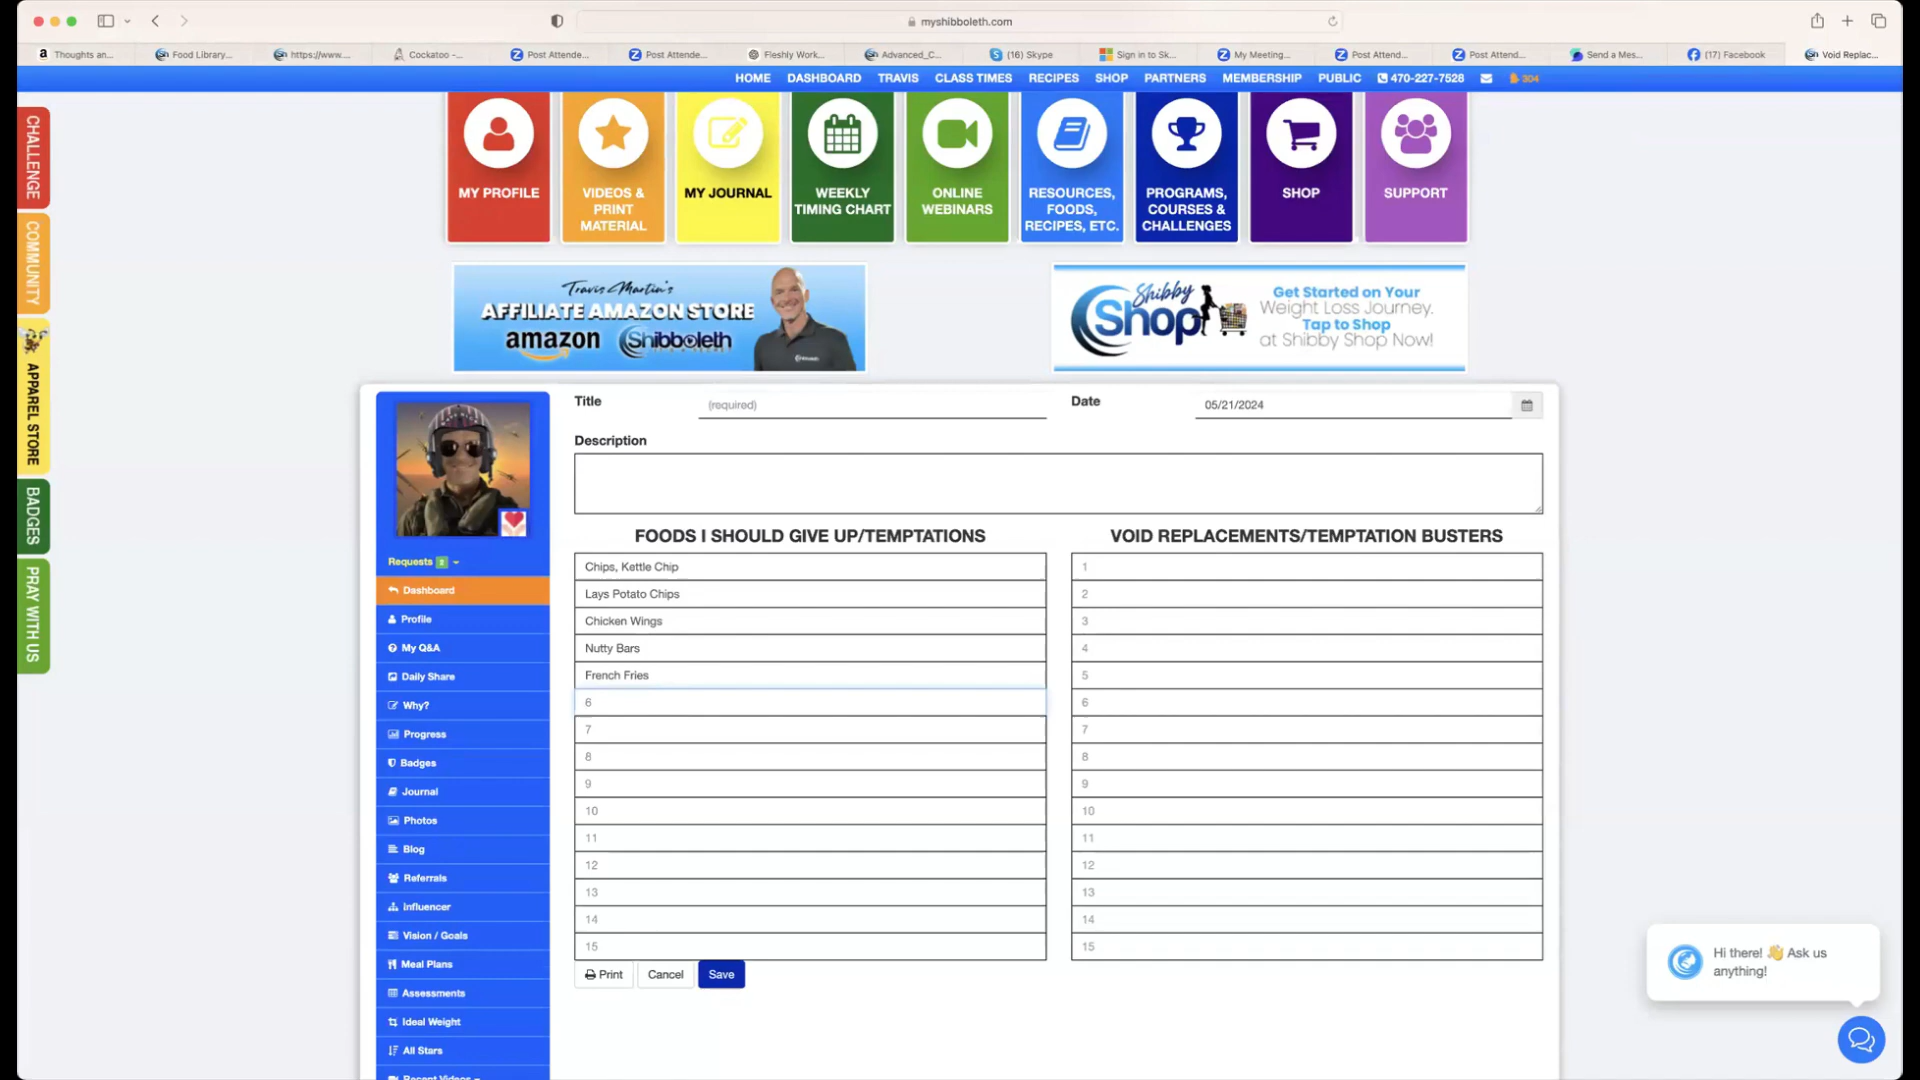 myshibboleth.com
Thoughts an...
Food Library...
https://www....
Cockatoo –...
Post Attende...
Post Attende...
Fleshly Work...
Advanced_C...
(16) Skype
Sign in to Sk...
My Meeting...
Post Attend...
Post Attend...
Send a Mes...
(17) Facebook
Void Replac...
HOME DASHBOARD TRAVIS CLASS TIMES RECIPES SHOP PARTNERS MEMBERSHIP PUBLIC 470-227-7528 304
CHALLENGE
COMMUNITY
APPAREL STORE
BADGES
PRAY WITH US
MY PROFILE
VIDEOS &
PRINT
MATERIAL
MY JOURNAL
WEEKLY
TIMING CHART
ONLINE
WEBINARS
RESOURCES,
FOODS,
RECIPES, ETC.
PROGRAMS,
COURSES &
CHALLENGES
SHOP
SUPPORT
Travis Martin's
AFFILIATE AMAZON STORE
amazon Shibboleth
Shibby
Shop
Get Started on Your
Weight Loss Journey.
Tap to Shop
at Shibby Shop Now!
Requests
Dashboard
Profile
My Q&A
Daily Share
Why?
Progress
Badges
Journal
Photos
Blog
Referrals
Influencer
Vision / Goals
Meal Plans
Assessments
Ideal Weight
All Stars
Recent Videos
Title (required) Date 05/21/2024
Description
FOODS I SHOULD GIVE UP/TEMPTATIONS
Chips, Kettle Chip
Lays Potato Chips
Chicken Wings
Nutty Bars
French Fries
6
7
8
9
10
11
12
13
14
15
VOID REPLACEMENTS/TEMPTATION BUSTERS
1
2
3
4
5
6
7
8
9
10
11
12
13
14
15
Print Cancel Save
Hi there! 👋 Ask us
anything!